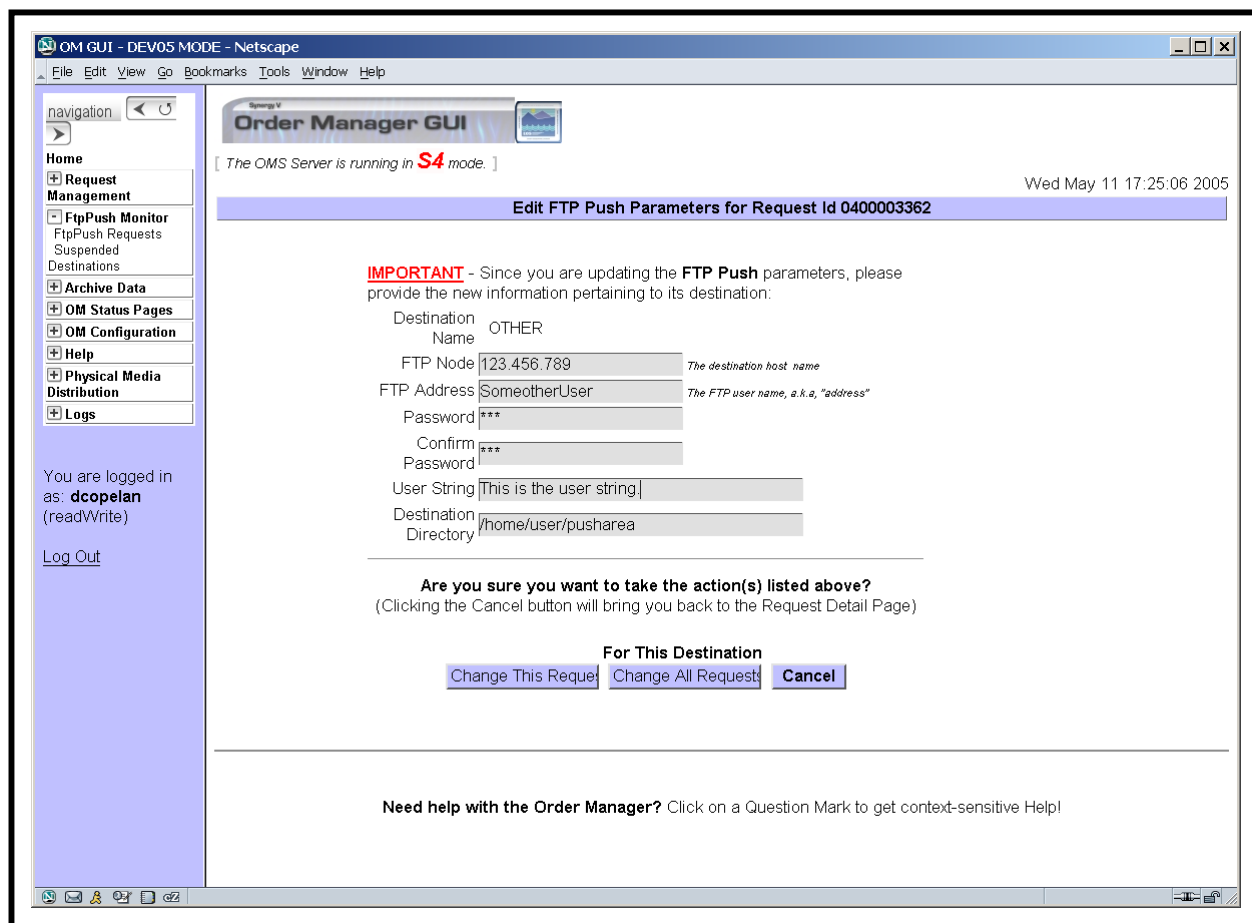 OM GUI - DEV05 MODE - Netscape
File Edit View Go Bookmarks Tools Window Help
navigation
Home
Request
Management
FtpPush Monitor
FtpPush Requests
Suspended
Destinations
Archive Data
OM Status Pages
OM Configuration
Help
Physical Media
Distribution
Logs
You are logged in
as: dcopelan
(readWrite)
Log Out
Synergy V
Order Manager GUI
[ The OMS Server is running in S4 mode. ]
Wed May 11 17:25:06 2005
Edit FTP Push Parameters for Request Id 0400003362
IMPORTANT - Since you are updating the FTP Push parameters, please
provide the new information pertaining to its destination:
Destination
Name OTHER
FTP Node 123.456.789 The destination host name
FTP Address SomeotherUser The FTP user name, a.k.a, "address"
Password ***
Confirm
Password ***
User String This is the user string.
Destination
Directory /home/user/pusharea
Are you sure you want to take the action(s) listed above?
(Clicking the Cancel button will bring you back to the Request Detail Page)
For This Destination
Change This Reques Change All Requests Cancel
Need help with the Order Manager? Click on a Question Mark to get context-sensitive Help!